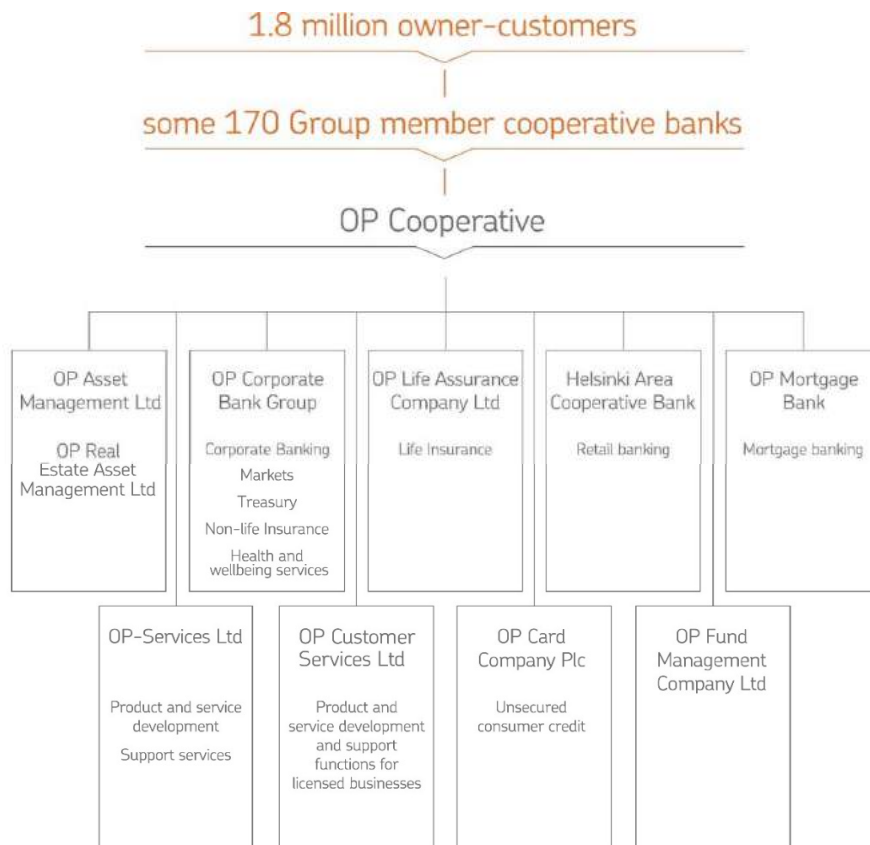 1.8 million owner-customers
some 170 Group member cooperative banks
OP Cooperative
OP Asset
Management Ltd
OP Real
Estate Asset
Management Ltd
OP Corporate
Bank Group
Corporate Banking
Markets
Treasury
Non-life Insurance
Health and
wellbeing services
OP Life Assurance
Company Ltd
Life Insurance
Helsinki Area
Cooperative Bank
Retail banking
OP Mortgage
Bank
Mortgage banking
OP-Services Ltd
Product and service
development
Support services
OP Customer
Services Ltd
Product and
service development
and support
functions for
licensed businesses
OP Card
Company Plc
Unsecured
consumer credit
OP Fund
Management
Company Ltd